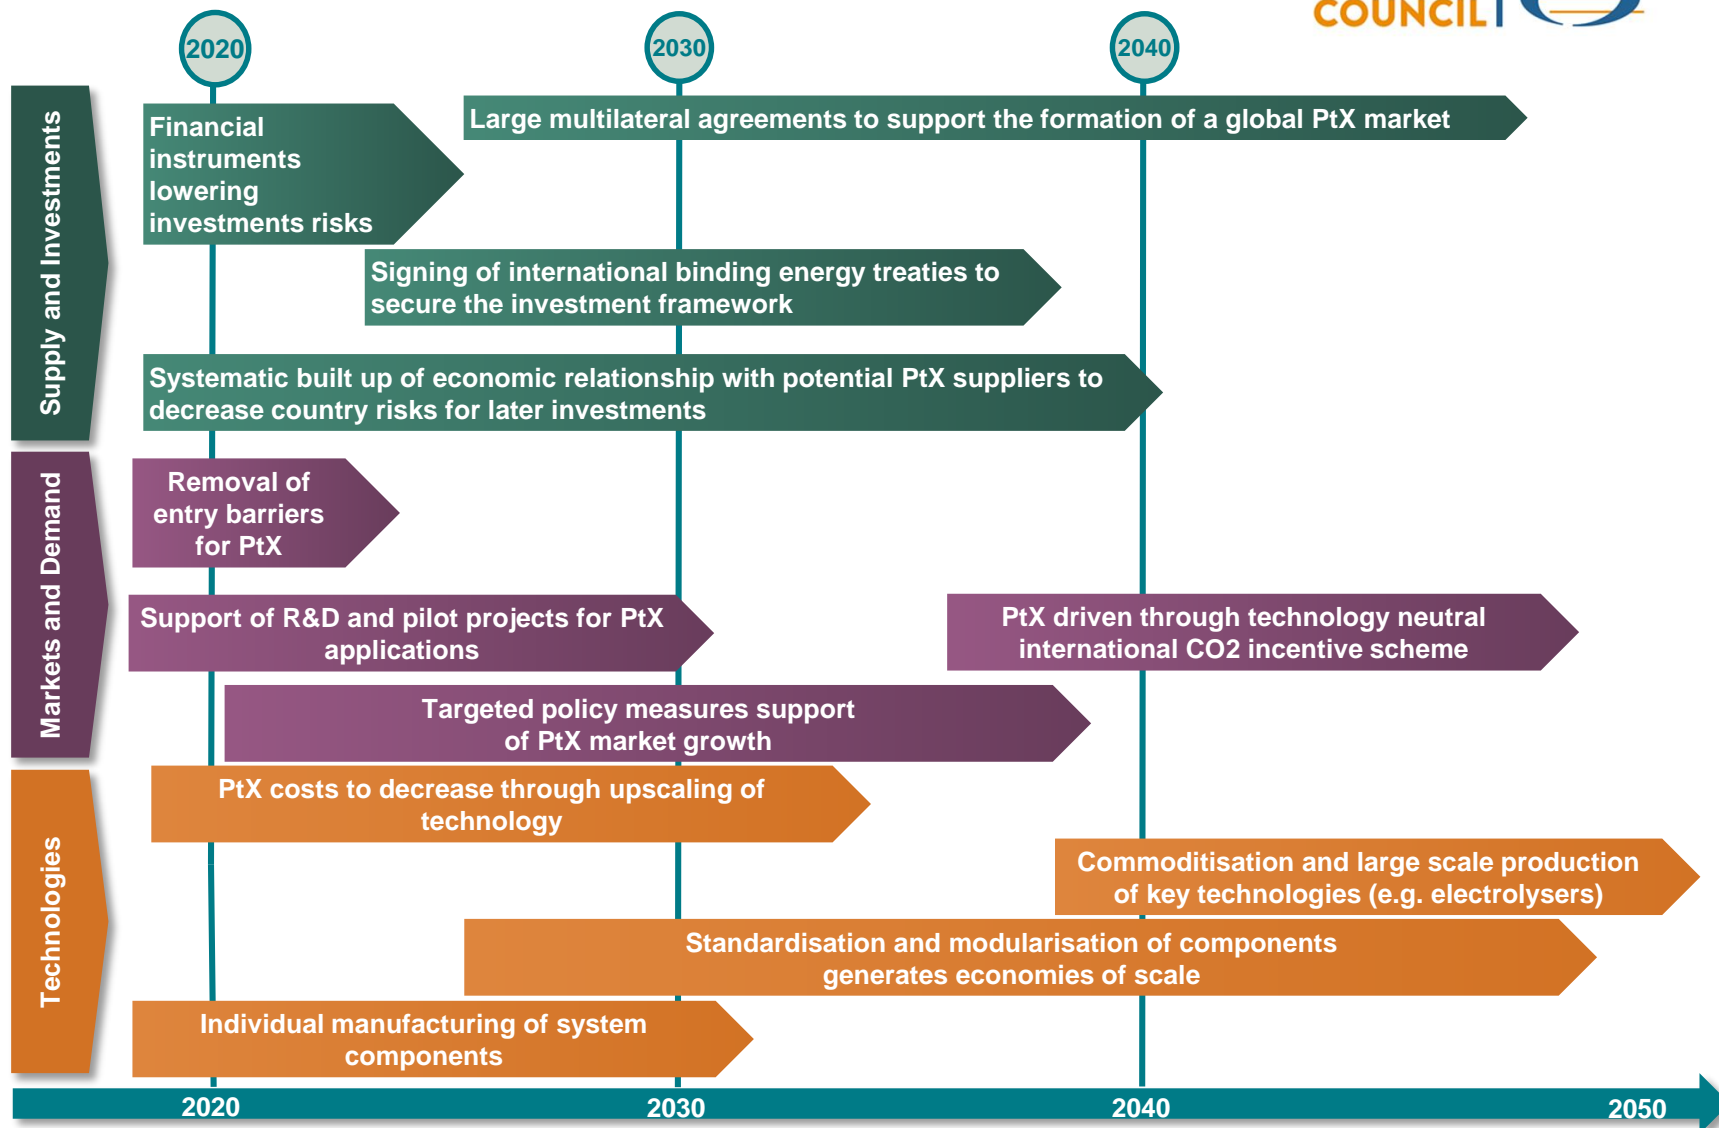 COUNCIL
2020
2030
2040
Supply and Investments
Financial
instruments
lowering
investments risks
Large multilateral agreements to support the formation of a global PtX market
Signing of international binding energy treaties to
secure the investment framework
Systematic built up of economic relationship with potential PtX suppliers to
decrease country risks for later investments
Markets and Demand
Removal of
entry barriers
for PtX
Support of R&D and pilot projects for PtX
applications
PtX driven through technology neutral
international CO2 incentive scheme
Targeted policy measures support
of PtX market growth
Technologies
PtX costs to decrease through upscaling of
technology
Commoditisation and large scale production
of key technologies (e.g. electrolysers)
Standardisation and modularisation of components
generates economies of scale
Individual manufacturing of system
components
2020
2030
2040
2050